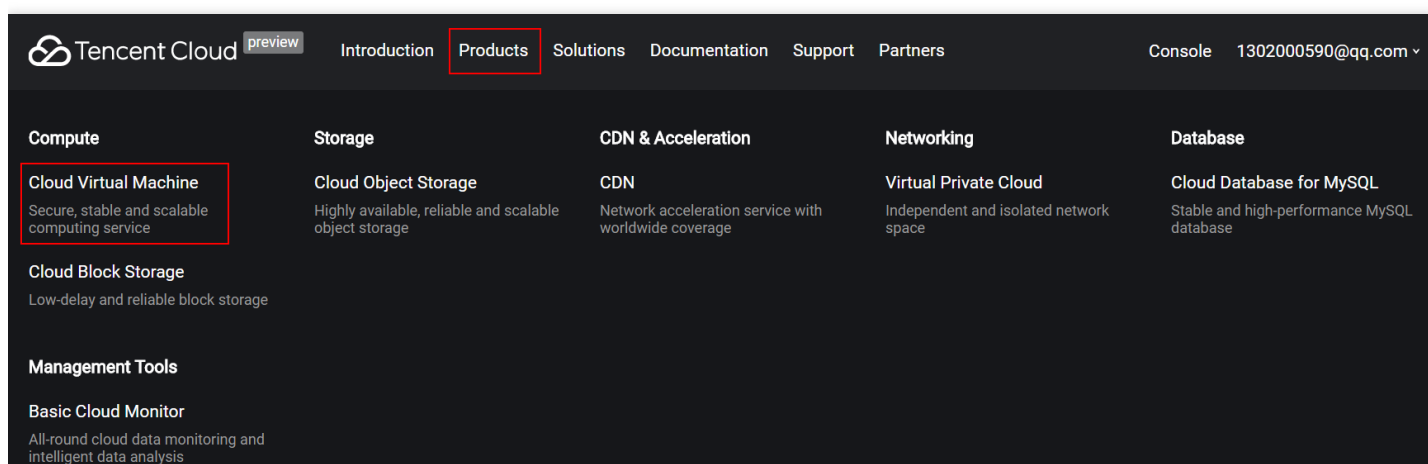 Tencent Cloud preview Introduction Products Solutions Documentation Support Partners Console 1302000590@qq.com
Compute
Cloud Virtual Machine
Secure, stable and scalable
computing service
Cloud Block Storage
Low-delay and reliable block storage
Storage
Cloud Object Storage
Highly available, reliable and scalable
object storage
CDN & Acceleration
CDN
Network acceleration service with
worldwide coverage
Networking
Virtual Private Cloud
Independent and isolated network
space
Database
Cloud Database for MySQL
Stable and high-performance MySQL
database
Management Tools
Basic Cloud Monitor
All-round cloud data monitoring and
intelligent data analysis